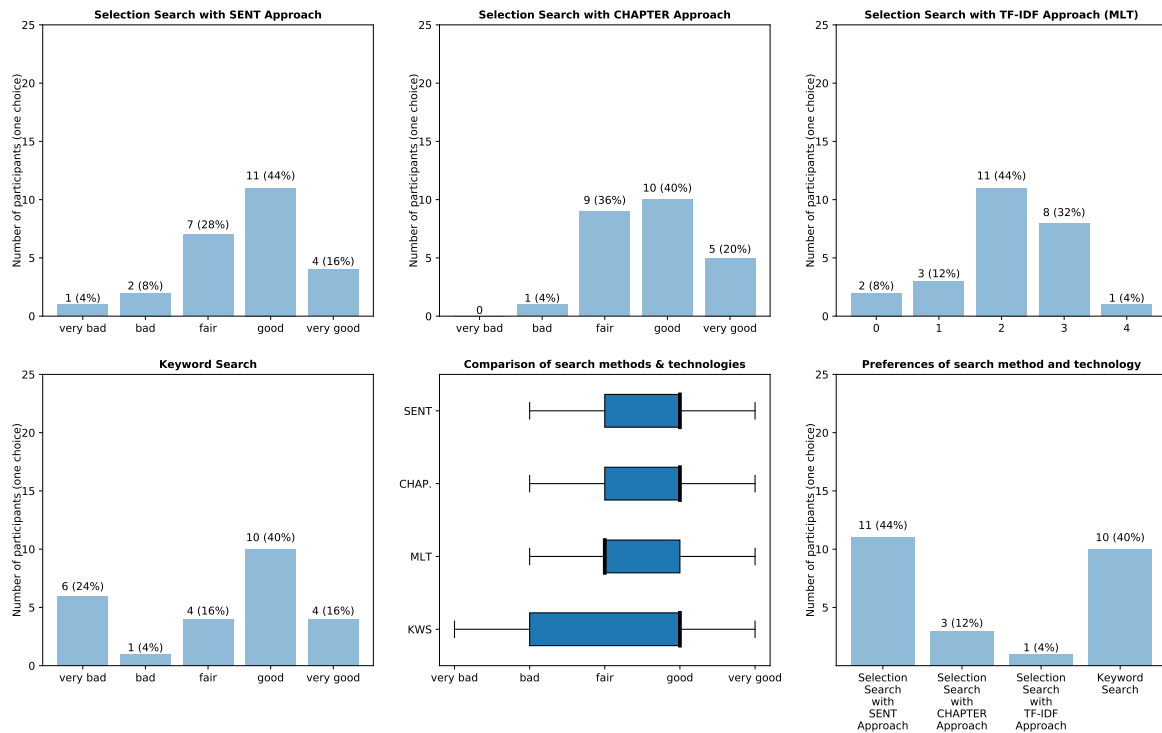 Selection Search with SENT Approach
Number of participants (one choice)
25
20
15
10
5
0
1 (4%)
2 (8%)
7 (28%)
11 (44%)
4 (16%)
very bad
bad
fair
good
very good
Selection Search with CHAPTER Approach
Number of participants (one choice)
25
20
15
10
5
0
0
1 (4%)
9 (36%)
10 (40%)
5 (20%)
very bad
bad
fair
good
very good
Selection Search with TF-IDF Approach (MLT)
Number of participants (one choice)
25
20
15
10
5
0
2 (8%)
3 (12%)
11 (44%)
8 (32%)
1 (4%)
0
1
2
3
4
Keyword Search
Number of participants (one choice)
25
20
15
10
5
0
6 (24%)
1 (4%)
4 (16%)
10 (40%)
4 (16%)
very bad
bad
fair
good
very good
Comparison of search methods & technologies
SENT
CHAP.
MLT
KWS
very bad
bad
fair
good
very good
Preferences of search method and technology
Number of participants (one choice)
25
20
15
10
5
11 (44%)
3 (12%)
1 (4%)
10 (40%)
Selection
Search
with
SENT
Approach
Selection
Search
with
CHAPTER
Approach
Selection
Search
with
TF-IDF
Approach
Keyword
Search